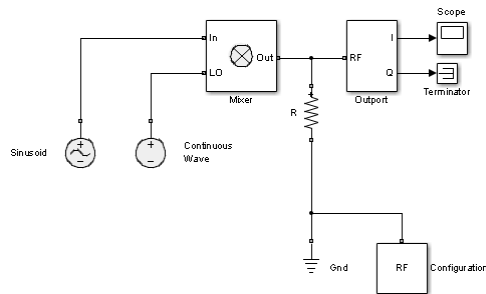 Scope
In
Out
LO
Mixer
RF
I
Q
Outport
Terminator
R
Sinusoid
Continuous
Wave
Gnd
RF
Configuration